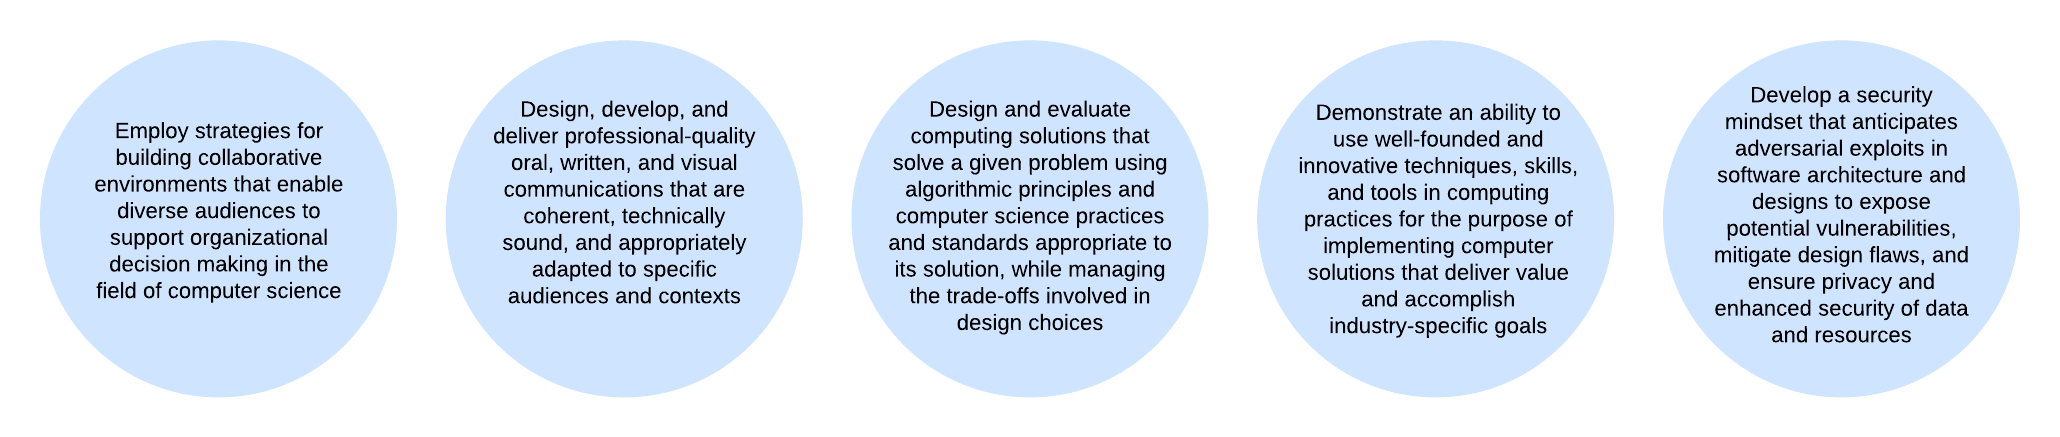 Employ strategies for
building collaborative
environments that enable
diverse audiences to
support organizational
decision making in the
field of computer science
Design, develop, and
deliver professional-quality
oral, written, and visual
communications that are
coherent, technically
sound, and appropriately
adapted to specific
audiences and contexts
Design and evaluate
computing solutions that
solve a given problem using
algorithmic principles and
computer science practices
and standards appropriate to
its solution, while managing
the trade-offs involved in
design choices
Demonstrate an ability to
use well-founded and
innovative techniques, skills,
and tools in computing
practices for the purpose of
implementing computer
solutions that deliver value
and accomplish
industry-specific goals
Develop a security
mindset that anticipates
adversarial exploits in
software architecture and
designs to expose
potential vulnerabilities,
mitigate design flaws, and
ensure privacy and
enhanced security of data
and resources